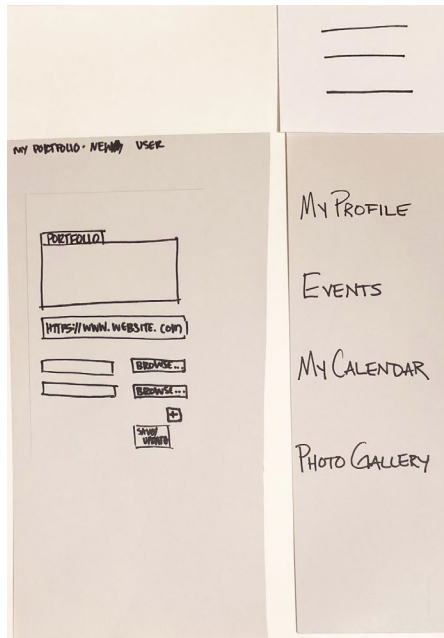 MY PORTFOLIO - NEW USER
PORTFOLIO
HTTPS://WWW.WEBSITE.COM
BROWSE...
BROWSE...
+
SAVE/
UPDATE
MY PROFILE
EVENTS
MY CALENDAR
PHOTO GALLERY